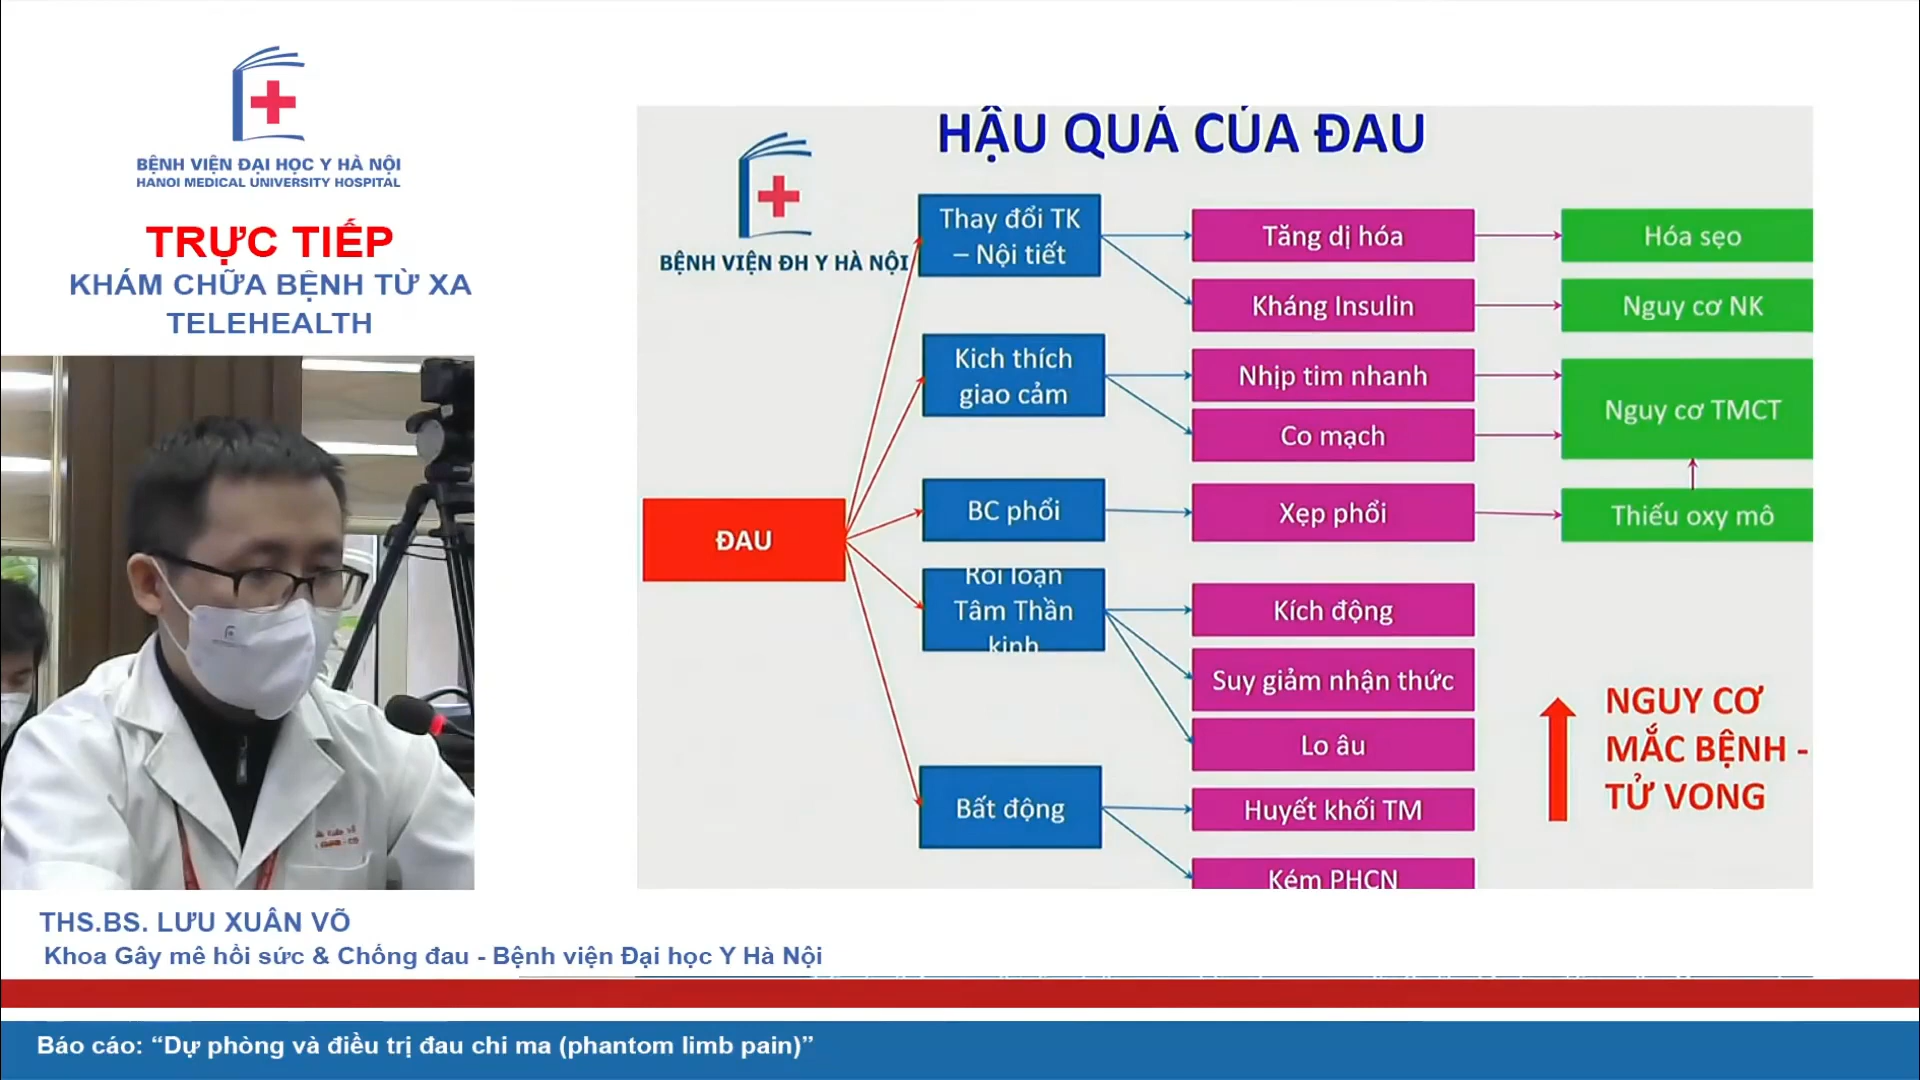 BỆNH VIỆN ĐẠI HỌC Y HÀ NỘI
HANOI MEDICAL UNIVERSITY HOSPITAL
TRỰC TIẾP
KHÁM CHỮA BỆNH TỪ XA
TELEHEALTH
HẬU QUẢ CỦA ĐAU
BỆNH VIỆN ĐH Y HÀ NỘI
ĐAU
Thay đổi TK
– Nội tiết
Kich thích
giao cảm
BC phổi
Rối loạn
Tâm Thần
kinh
Bất động
Tăng dị hóa
Kháng Insulin
Nhịp tim nhanh
Co mạch
Xẹp phổi
Kích động
Suy giảm nhận thức
Lo âu
Huyết khối TM
Kém PHCN
Hóa sẹo
Nguy cơ NK
Nguy cơ TMCT
Thiếu oxy mô
NGUY CƠ
MẮC BỆNH -
TỬ VONG
THS.BS. LƯU XUÂN VÕ
Khoa Gây mê hồi sức & Chống đau - Bệnh viện Đại học Y Hà Nội
Báo cáo: “Dự phòng và điều trị đau chi ma (phantom limb pain)”